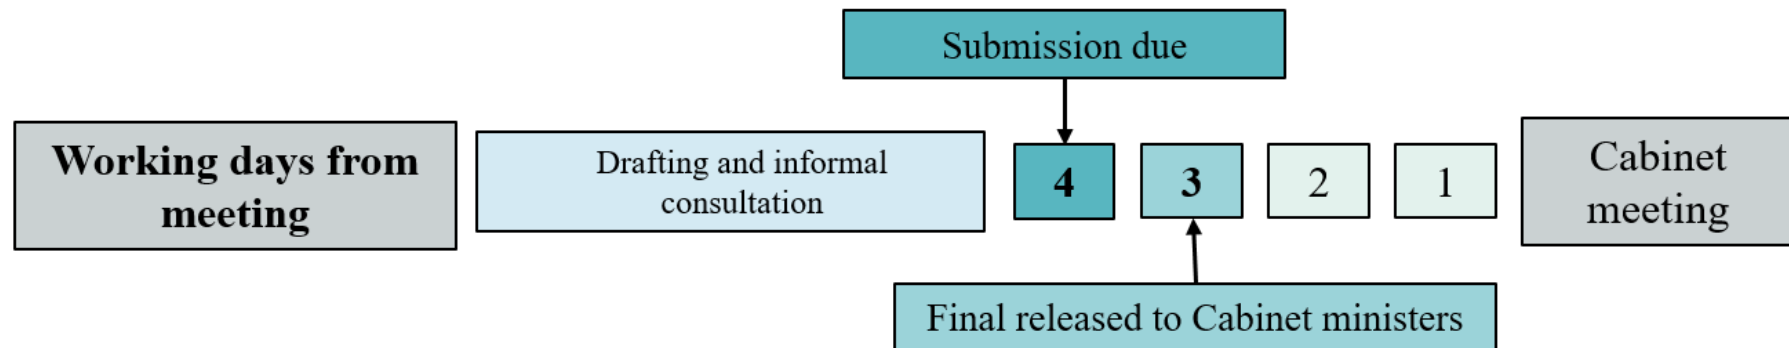 Submission due
Working days from
meeting
Drafting and informal
consultation
4
3
2
1
Cabinet
meeting
Final released to Cabinet ministers